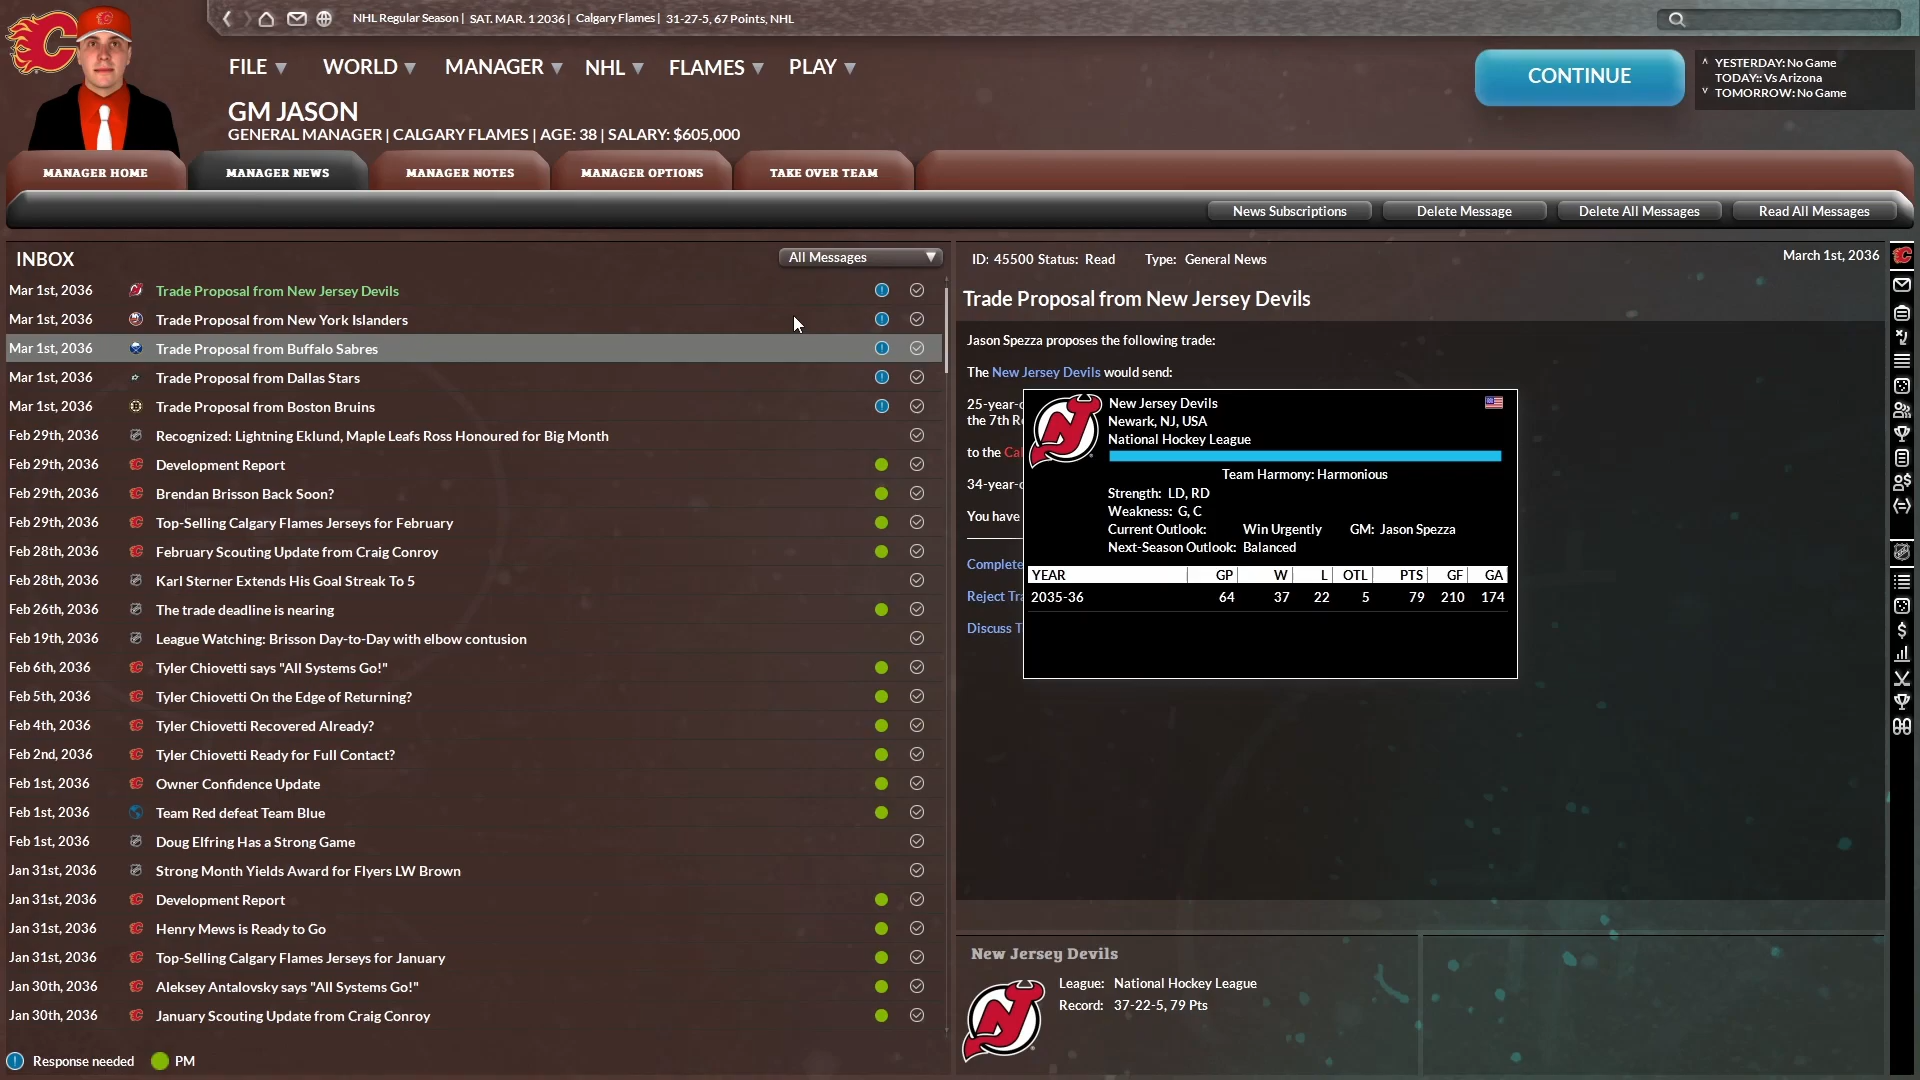 NHL Regular Season | SAT. MAR. 1 2036 | Calgary Flames | 31-27-5, 67 Points, NHL
FILE WORLD MANAGER NHL FLAMES PLAY
CONTINUE
YESTERDAY: No Game
TODAY:: Vs Arizona
TOMORROW: No Game
GM JASON
GENERAL MANAGER | CALGARY FLAMES | AGE: 38 | SALARY: $605,000
MANAGER HOME MANAGER NEWS MANAGER NOTES MANAGER OPTIONS TAKE OVER TEAM
News Subscriptions Delete Message Delete All Messages Read All Messages
INBOX All Messages
Mar 1st, 2036 Trade Proposal from New Jersey Devils
Mar 1st, 2036 Trade Proposal from New York Islanders
Mar 1st, 2036 Trade Proposal from Buffalo Sabres
Mar 1st, 2036 Trade Proposal from Dallas Stars
Mar 1st, 2036 Trade Proposal from Boston Bruins
Feb 29th, 2036 Recognized: Lightning Eklund, Maple Leafs Ross Honoured for Big Month
Feb 29th, 2036 Development Report
Feb 29th, 2036 Brendan Brisson Back Soon?
Feb 29th, 2036 Top-Selling Calgary Flames Jerseys for February
Feb 28th, 2036 February Scouting Update from Craig Conroy
Feb 28th, 2036 Karl Sterner Extends His Goal Streak To 5
Feb 26th, 2036 The trade deadline is nearing
Feb 19th, 2036 League Watching: Brisson Day-to-Day with elbow contusion
Feb 6th, 2036 Tyler Chiovetti says "All Systems Go!"
Feb 5th, 2036 Tyler Chiovetti On the Edge of Returning?
Feb 4th, 2036 Tyler Chiovetti Recovered Already?
Feb 2nd, 2036 Tyler Chiovetti Ready for Full Contact?
Feb 1st, 2036 Owner Confidence Update
Feb 1st, 2036 Team Red defeat Team Blue
Feb 1st, 2036 Doug Elfring Has a Strong Game
Jan 31st, 2036 Strong Month Yields Award for Flyers LW Brown
Jan 31st, 2036 Development Report
Jan 31st, 2036 Henry Mews is Ready to Go
Jan 31st, 2036 Top-Selling Calgary Flames Jerseys for January
Jan 30th, 2036 Aleksey Antalovsky says "All Systems Go!"
Jan 30th, 2036 January Scouting Update from Craig Conroy
Response needed PM
ID: 45500 Status: Read Type: General News March 1st, 2036
Trade Proposal from New Jersey Devils
Jason Spezza proposes the following trade:
The New Jersey Devils would send:
25-year-
the 7th
to the
34-year-
You have
Complete
Reject
Discuss
New Jersey Devils
Newark, NJ, USA
National Hockey League
Team Harmony: Harmonious
Strength: LD, RD
Weakness: G, C
Current Outlook: Win Urgently GM: Jason Spezza
Next-Season Outlook: Balanced
YEAR GP W L OTL PTS GF GA
2035-36 64 37 22 5 79 210 174
New Jersey Devils
League: National Hockey League
Record: 37-22-5, 79 Pts